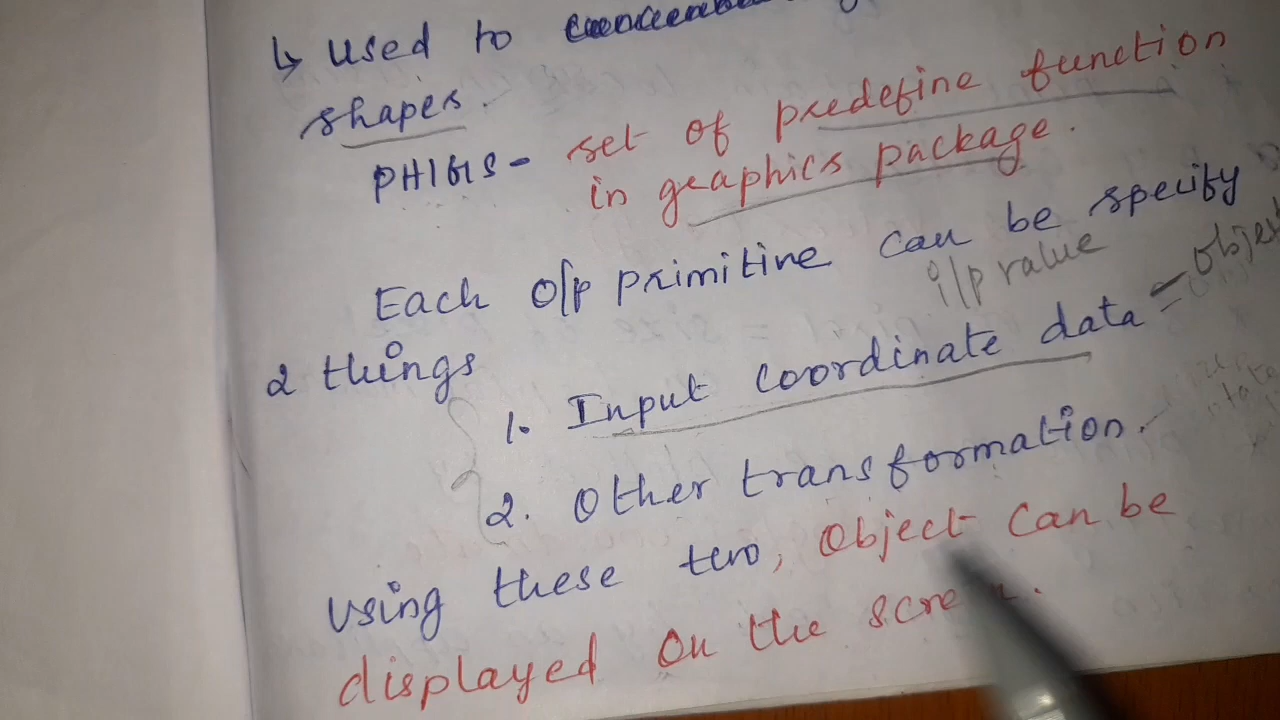 ↳ Used to
shapes.
PHIGS - set of predefine function
in graphics package.
Each o/p primitive can be specify
i/p value
2 things
1. Input coordinate data =
2. Other transformation.
Using these two, Object can be
displayed on the screen.